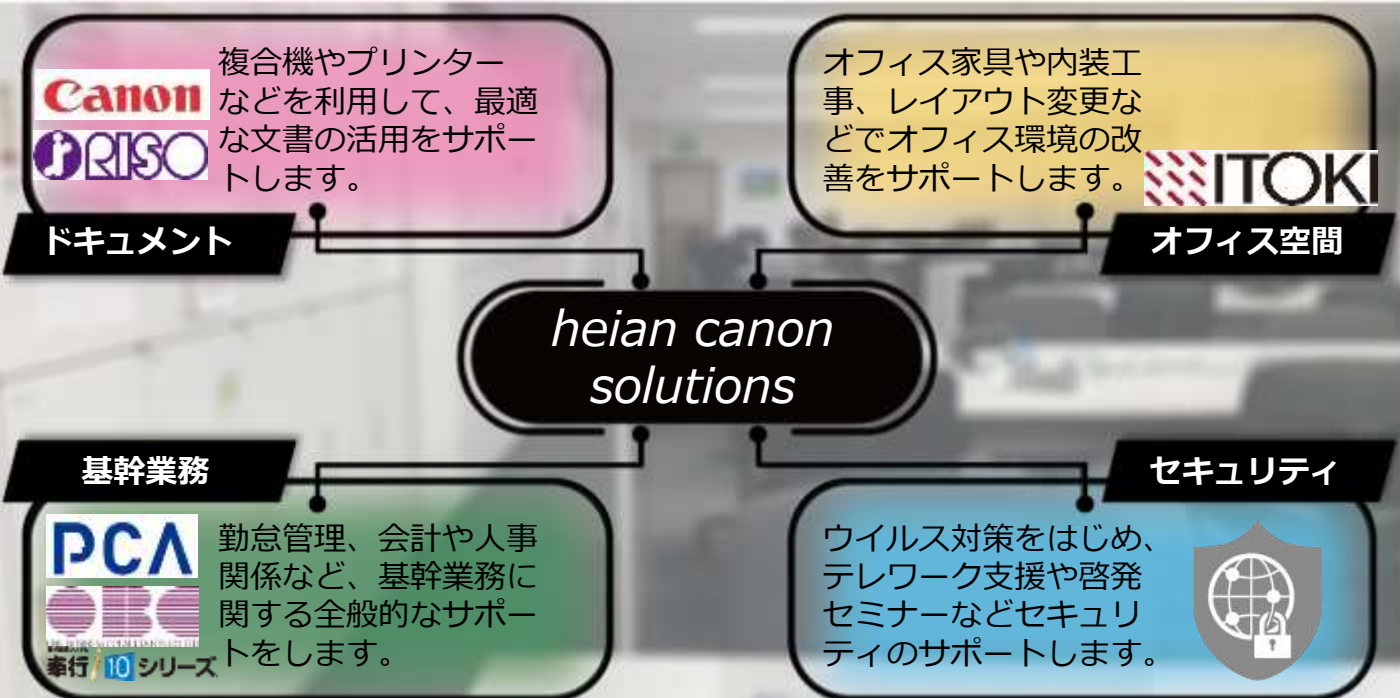 Canon
RISO
複合機やプリンター
などを利用して、最適
な文書の活用をサポー
トします。
ドキュメント
オフィス家具や内装工
事、レイアウト変更な
どでオフィス環境の改
善をサポートします。
ITOKI
オフィス空間
heian canon
solutions
基幹業務
PCA
OBC
奉行10シリーズ
勤怠管理、会計や人事
関係など、基幹業務に
関する全般的なサポー
トをします。
セキュリティ
ウイルス対策をはじめ、
テレワーク支援や啓発
セミナーなどセキュリ
ティのサポートします。